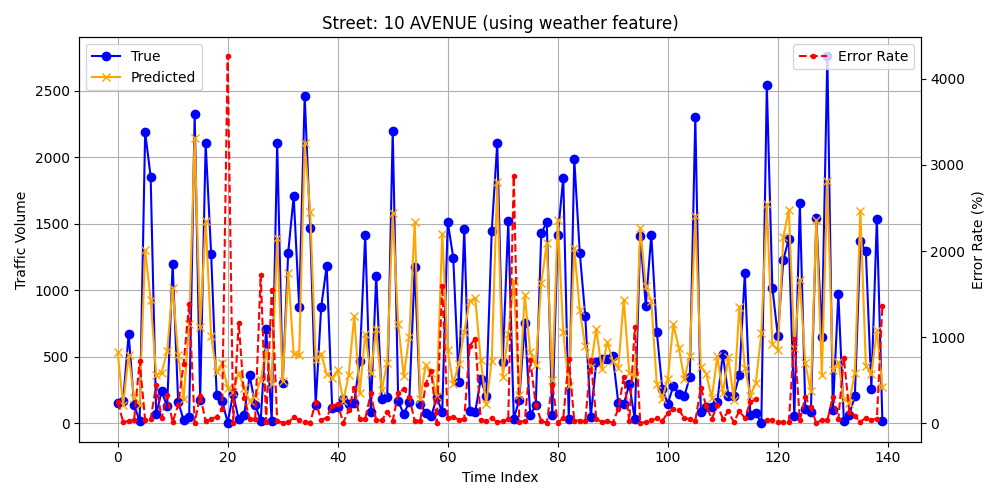 Street: 10 AVENUE (using weather feature)
True
Predicted
Error Rate
Traffic Volume
2500
2000
1500
1000
500
0
4000
3000
2000
1000
0
Error Rate (%)
0 20 40 60 80 100 120 140
Time Index